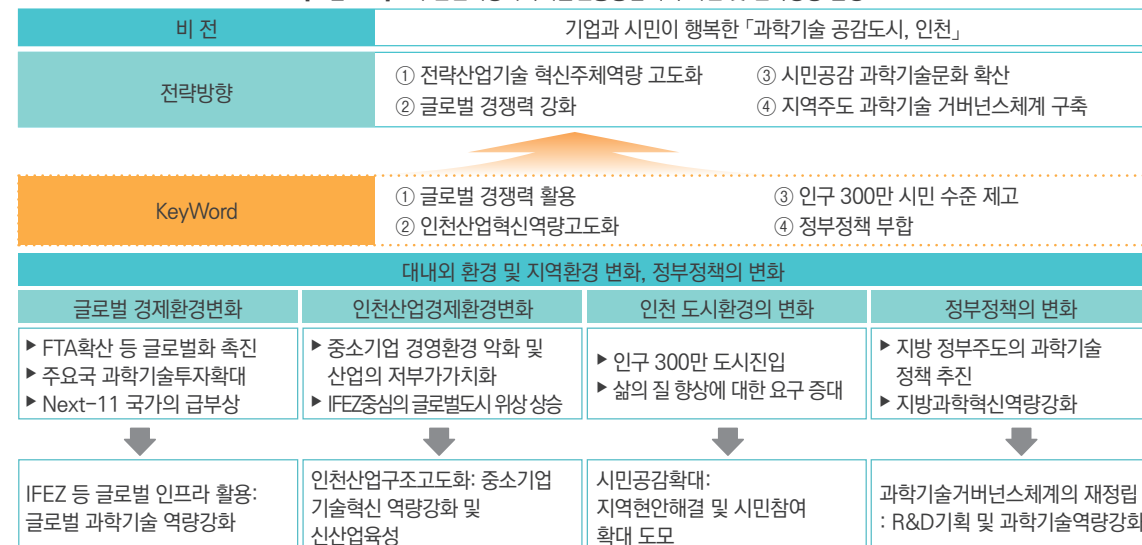 비 전
기업과 시민이 행복한 「과학기술 공감도시, 인천」
전략방향
① 전략산업기술 혁신주체역량 고도화
② 글로벌 경쟁력 강화
③ 시민공감 과학기술문화 확산
④ 지역주도 과학기술 거버넌스체계 구축
KeyWord
① 글로벌 경쟁력 활용
② 인천산업혁신역량고도화
③ 인구 300만 시민 수준 제고
④ 정부정책 부합
대내외 환경 및 지역환경 변화, 정부정책의 변화
글로벌 경제환경변화
▶ FTA확산 등 글로벌화 촉진
▶ 주요국 과학기술투자확대
▶ Next-11 국가의 급부상
IFEZ 등 글로벌 인프라 활용:
글로벌 과학기술 역량강화
인천산업경제환경변화
▶ 중소기업 경영환경 악화 및
산업의 저부가가치화
▶ IFEZ중심의 글로벌도시 위상 상승
인천산업구조고도화: 중소기업
기술혁신 역량강화 및
신산업육성
인천 도시환경의 변화
▶ 인구 300만 도시진입
▶ 삶의 질 향상에 대한 요구 증대
시민공감확대:
지역현안해결 및 시민참여
확대 도모
정부정책의 변화
▶ 지방 정부주도의 과학기술
정책 추진
▶ 지방과학혁신역량강화
과학기술거버넌스체계의 재정립
: R&D기획 및 과학기술역량강화